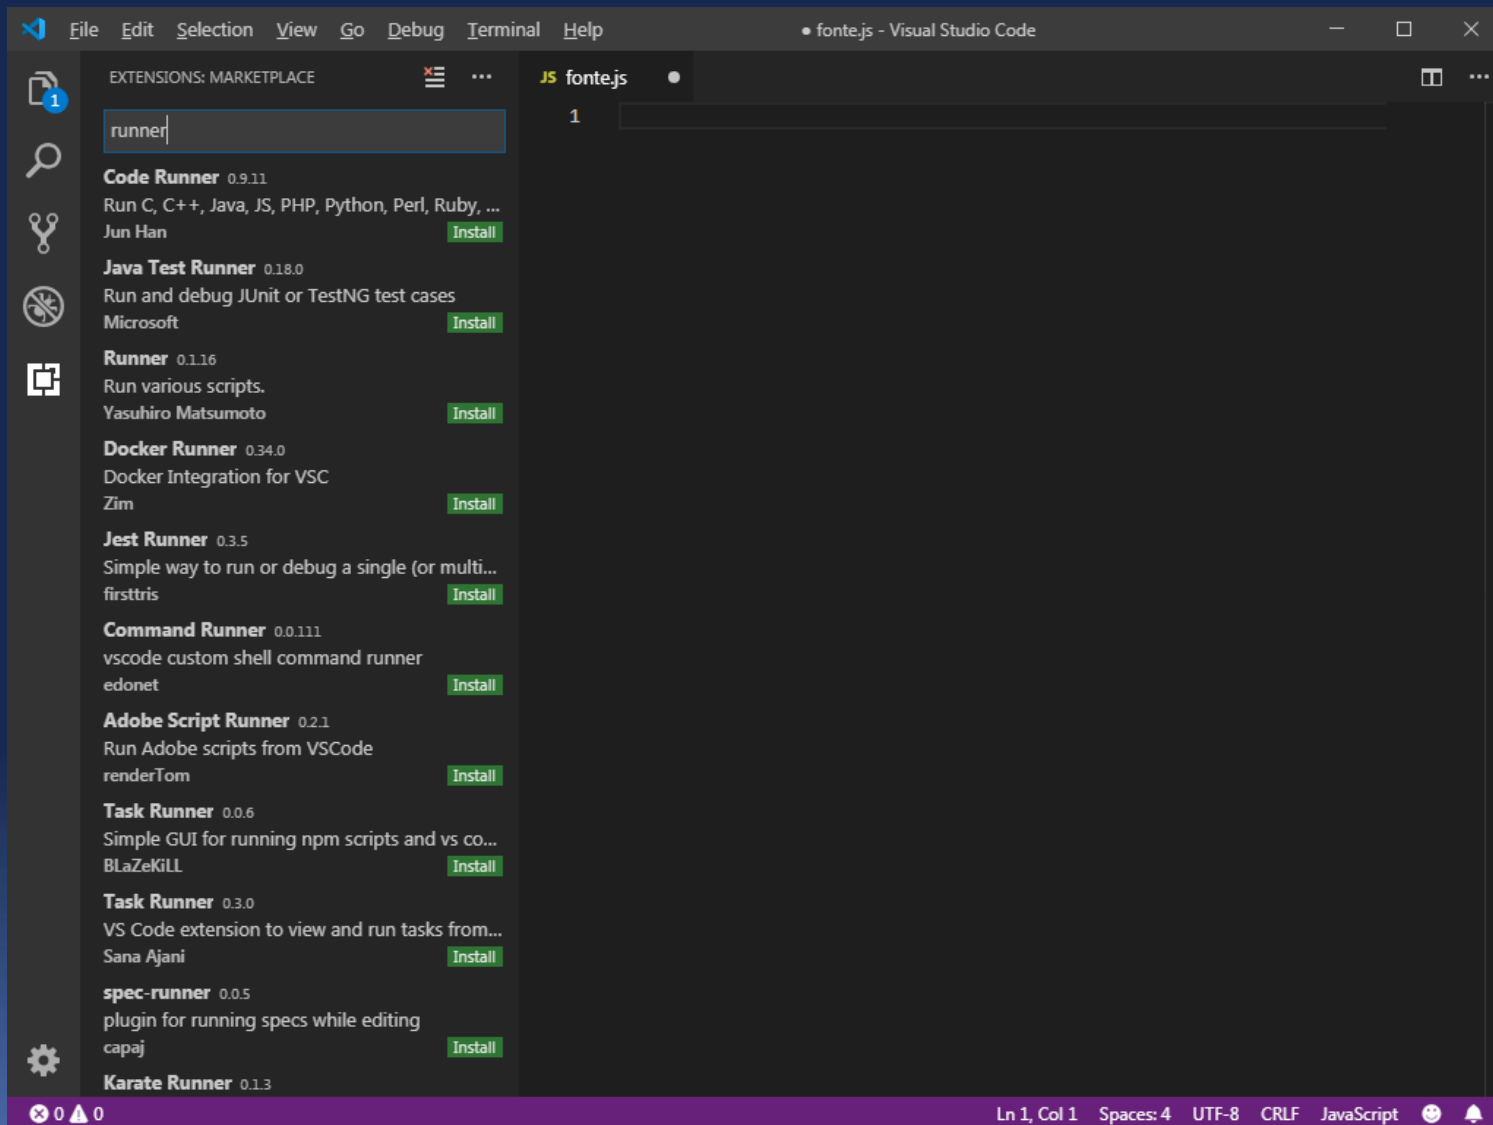 File Edit Selection View Go Debug Terminal Help
● fonte.js - Visual Studio Code
1
EXTENSIONS: MARKETPLACE
runner
Code Runner 0.9.11
Run C, C++, Java, JS, PHP, Python, Perl, Ruby, ...
Jun Han Install
Java Test Runner 0.18.0
Run and debug JUnit or TestNG test cases
Microsoft Install
Runner 0.1.16
Run various scripts.
Yasuhiro Matsumoto Install
Docker Runner 0.34.0
Docker Integration for VSC
Zim Install
Jest Runner 0.3.5
Simple way to run or debug a single (or multi...
firsttris Install
Command Runner 0.0.111
vscode custom shell command runner
edonet Install
Adobe Script Runner 0.2.1
Run Adobe scripts from VSCode
renderTom Install
Task Runner 0.0.6
Simple GUI for running npm scripts and vs co...
BLaZeKiLL Install
Task Runner 0.3.0
VS Code extension to view and run tasks from...
Sana Ajani Install
spec-runner 0.0.5
plugin for running specs while editing
capaj Install
Karate Runner 0.1.3
JS fonte.js ●
1
0 0
Ln 1, Col 1 Spaces: 4 UTF-8 CRLF JavaScript